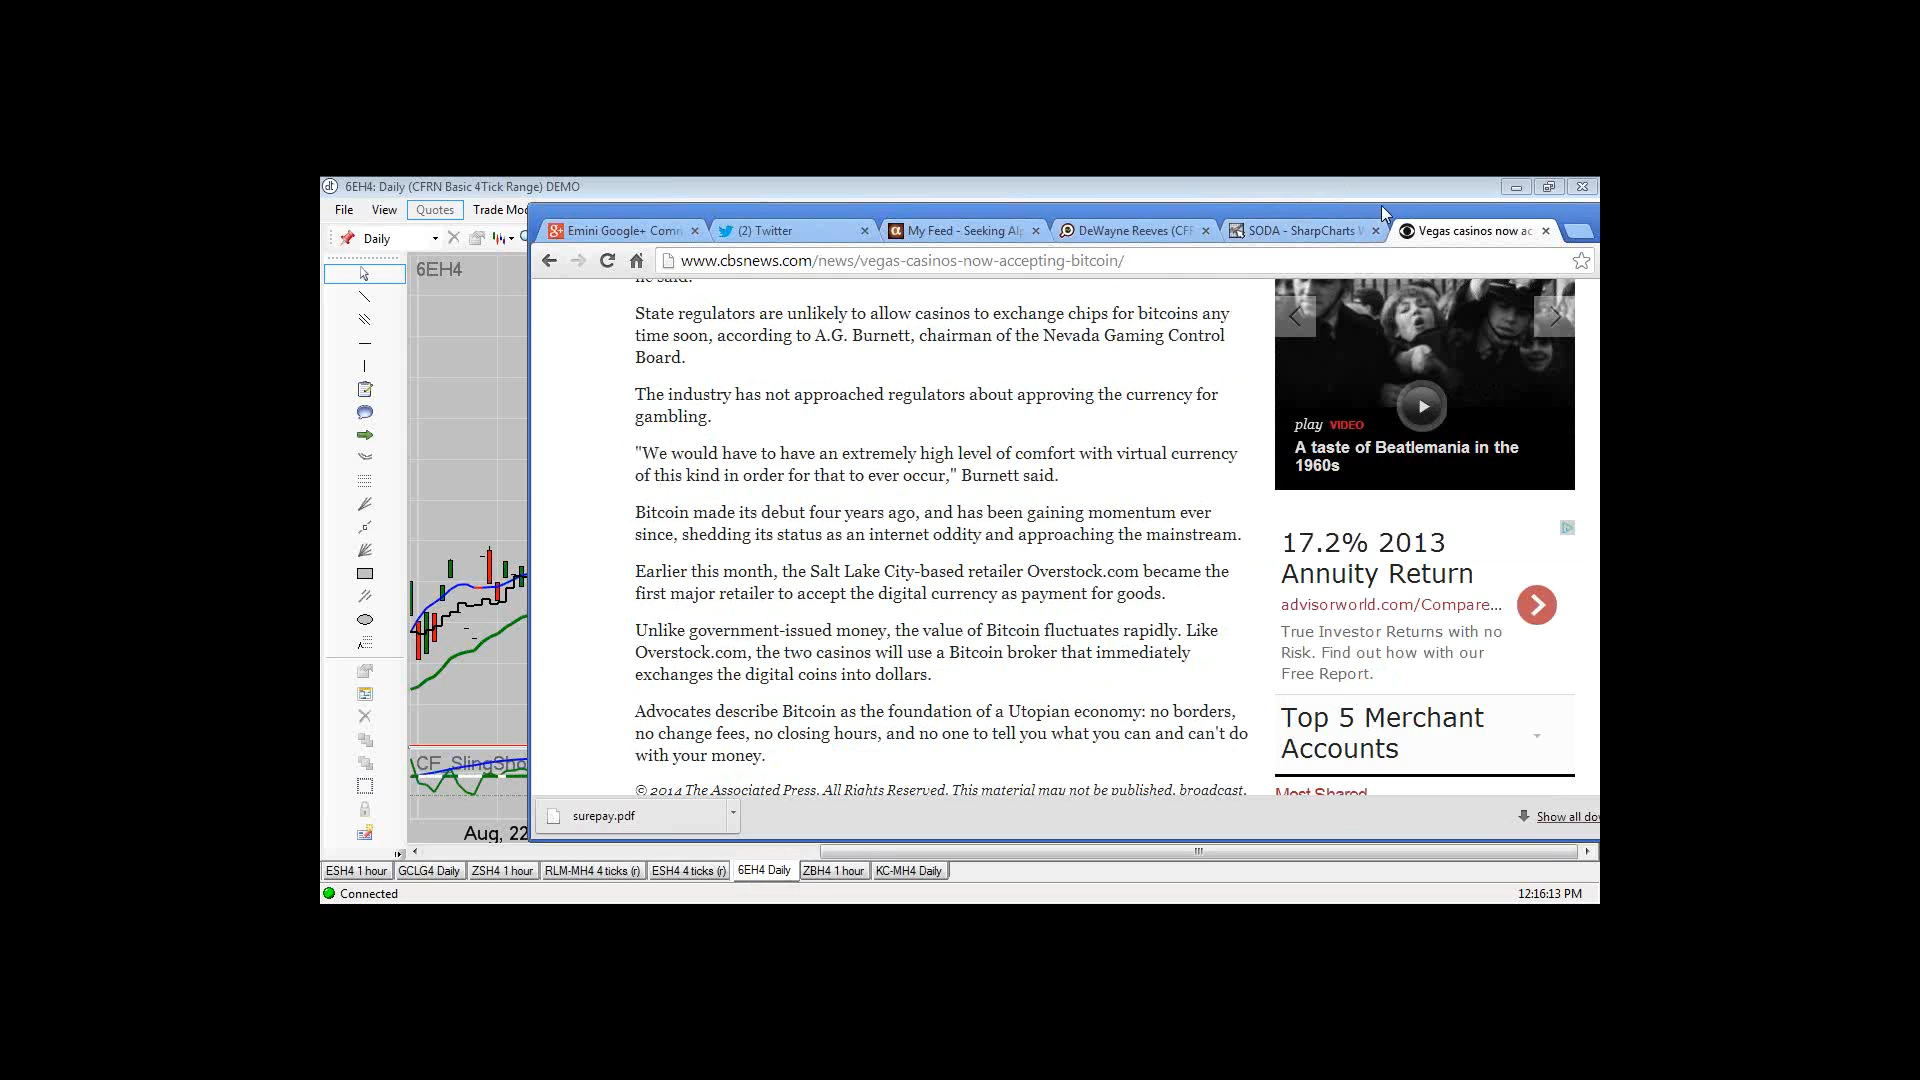 6EH4: Daily (CFRN Basic 4Tick Range) DEMO
File View Quotes Trade Mo
Daily
Emini Google+ Com
(2) Twitter
My Feed - Seeking Al
DeWayne Reeves (CF
SODA - SharpCharts W
Vegas casinos now ac
www.cbsnews.com/news/vegas-casinos-now-accepting-bitcoin/
6EH4
he said.
State regulators are unlikely to allow casinos to exchange chips for bitcoins any
time soon, according to A.G. Burnett, chairman of the Nevada Gaming Control
Board.
The industry has not approached regulators about approving the currency for
gambling.
"We would have to have an extremely high level of comfort with virtual currency
of this kind in order for that to ever occur," Burnett said.
Bitcoin made its debut four years ago, and has been gaining momentum ever
since, shedding its status as an internet oddity and approaching the mainstream.
Earlier this month, the Salt Lake City-based retailer Overstock.com became the
first major retailer to accept the digital currency as payment for goods.
Unlike government-issued money, the value of Bitcoin fluctuates rapidly. Like
Overstock.com, the two casinos will use a Bitcoin broker that immediately
exchanges the digital coins into dollars.
Advocates describe Bitcoin as the foundation of a Utopian economy: no borders,
no change fees, no closing hours, and no one to tell you what you can and can't do
with your money.
© 2014 The Associated Press. All Rights Reserved. This material may not be published, broadcast,
play VIDEO
A taste of Beatlemania in the
1960s
17.2% 2013
Annuity Return
advisorworld.com/Compare...
True Investor Returns with no
Risk. Find out how with our
Free Report.
Top 5 Merchant
Accounts
Most Shared
CF_SlingSho
Aug, 22
surepay.pdf
Show all do
ESH4 1 hour
GCLG4 Daily
ZSH4 1 hour
RLM-MH4 4 ticks (r)
ESH4 4 ticks (r)
6EH4 Daily
ZBH4 1 hour
KC-MH4 Daily
Connected
12:16:13 PM